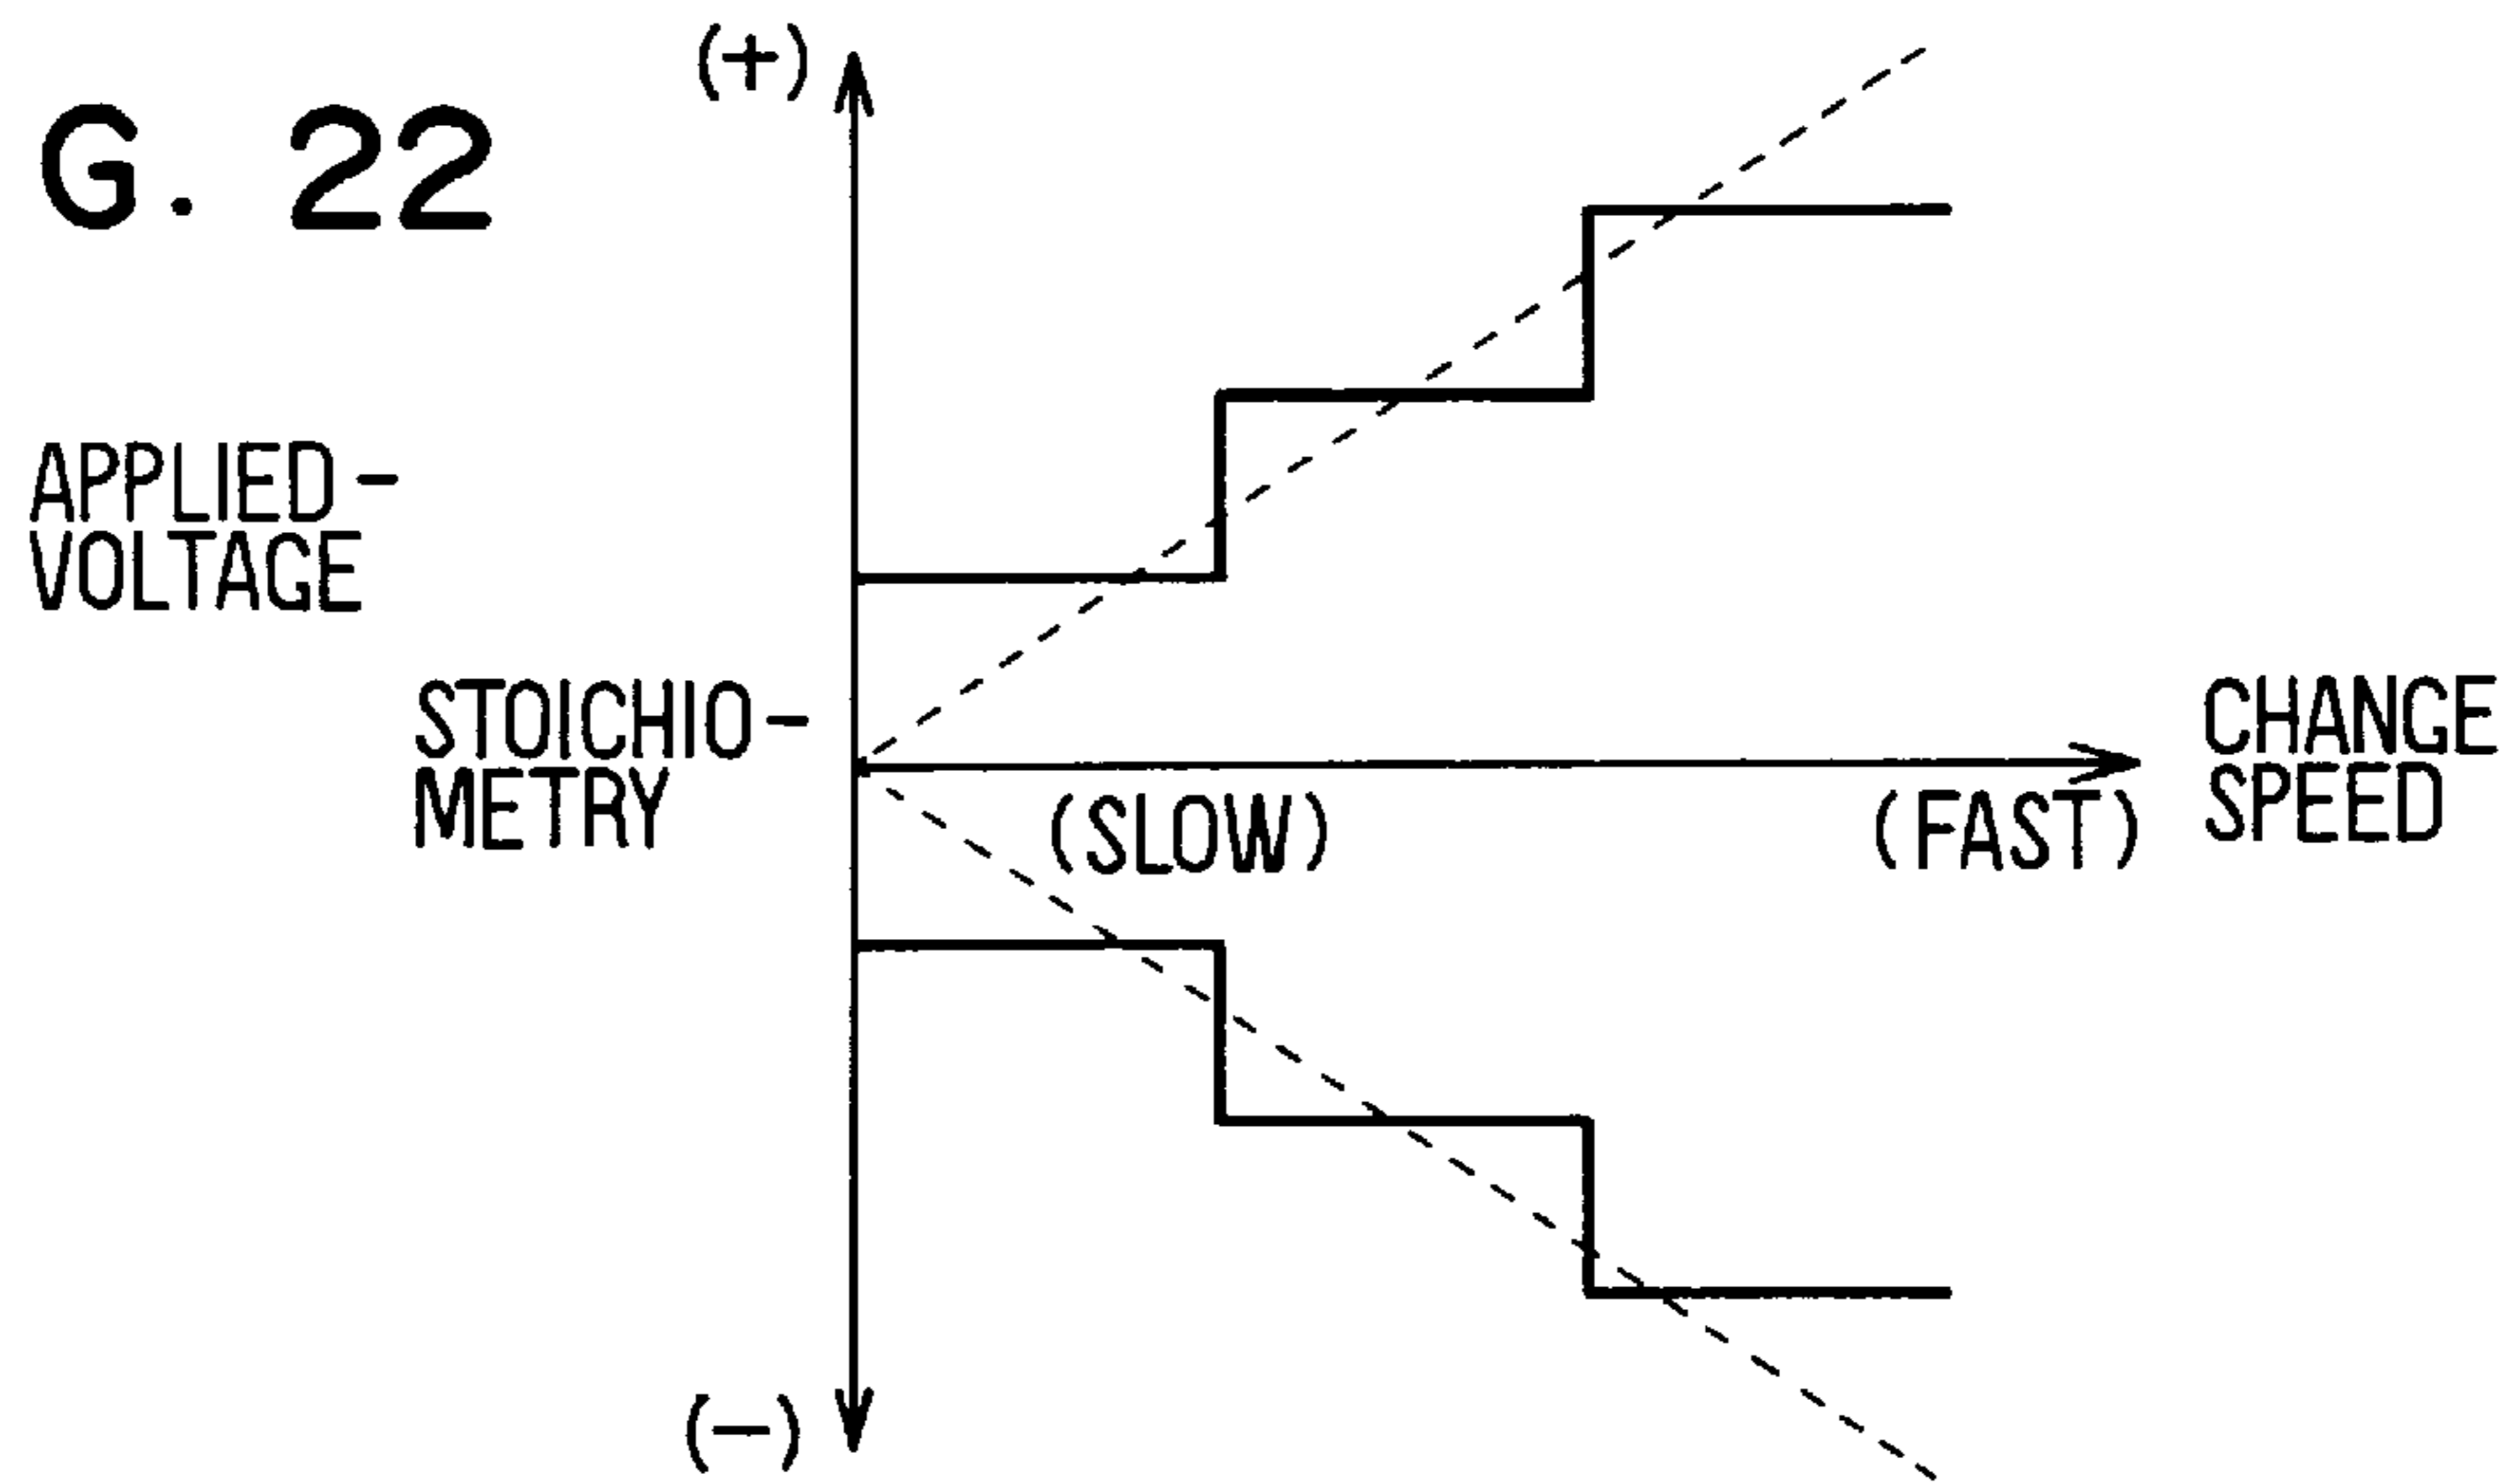 G. 22
(+)
APPLIED-
VOLTAGE
STOICHIO-
METRY
(SLOW)
(FAST)
CHANGE
SPEED
(-)